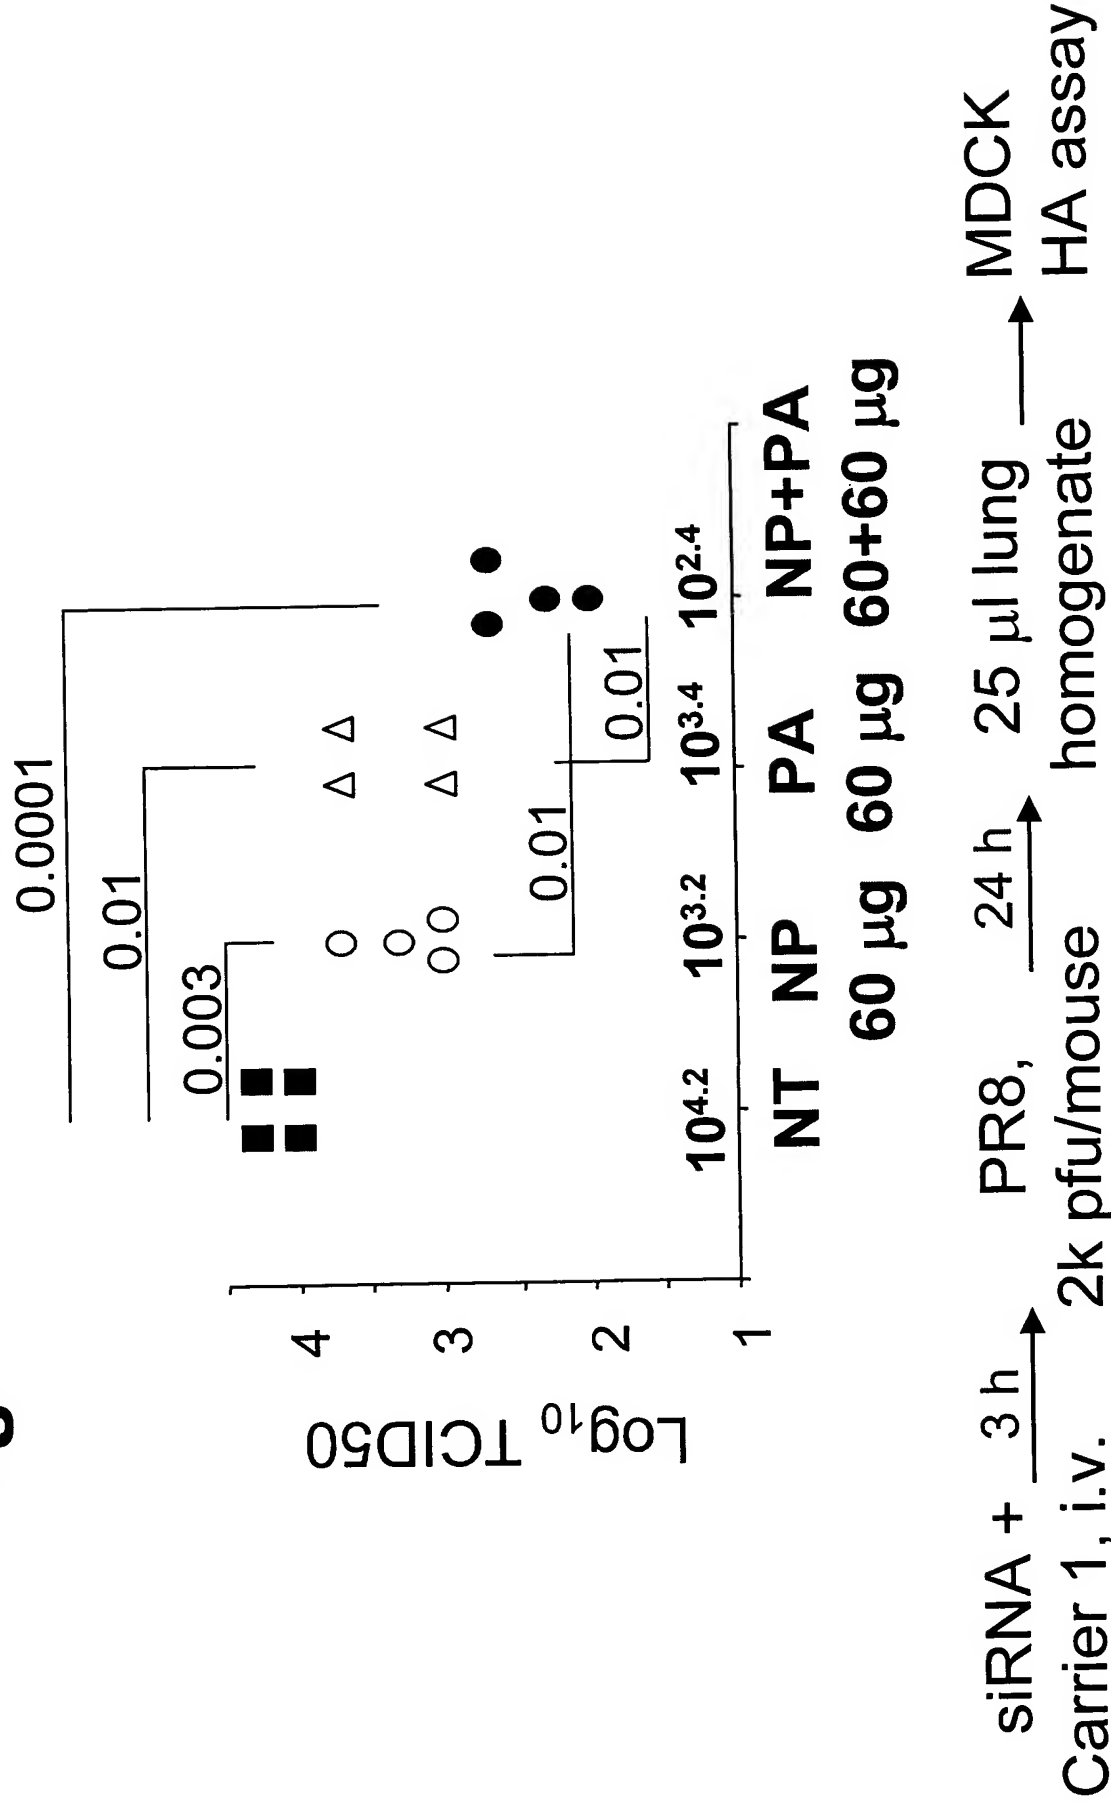 0.0001
0.01
0.003
0.01
0.01
Log10 TCID50
4
3
2
1
10^4.2 10^3.2 10^3.4 10^2.4
NT NP PA NP+PA
60 µg 60 µg 60+60 µg
siRNA + 3 h PR8, 24 h 25 µl lung MDCK
Carrier 1, i.v. 2k pfu/mouse homogenate HA assay